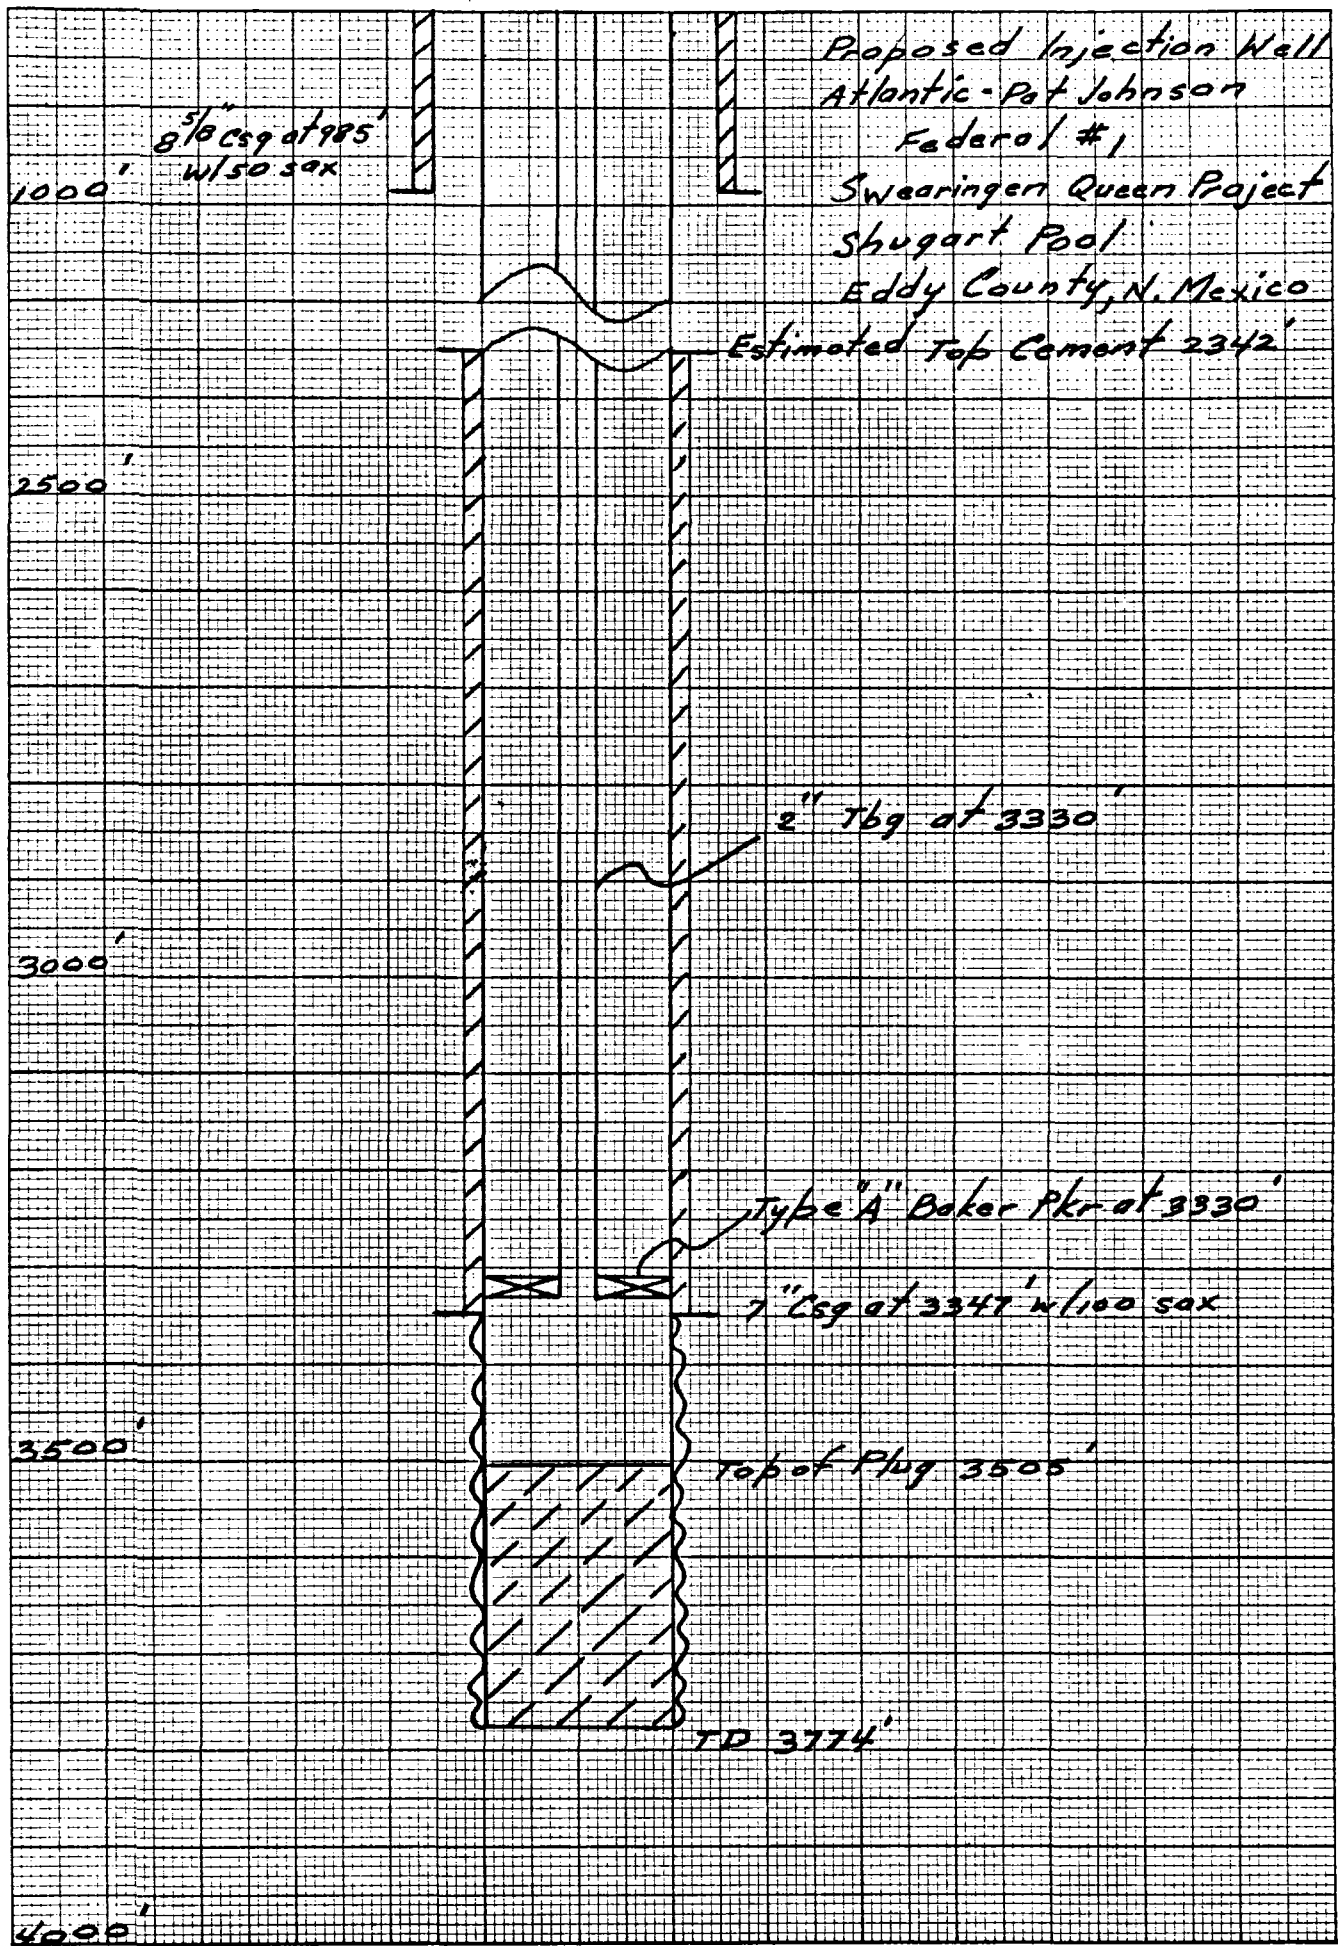 Proposed Injection Well
Atlantic-Pat Johnson
Federal #1
Swearingen Queen Project
Shugart Pool
Eddy County, N. Mexico
8 5/8" Csg at 985'
w/50 sax
1000'
Estimated Top Cement 2342'
2500'
2" Tbg at 3330'
3000'
Type "A" Baker Pkr at 3330'
7" Csg at 3347' w/100 sax
3500'
Top of Plug 3505'
TD 3774'
4000'